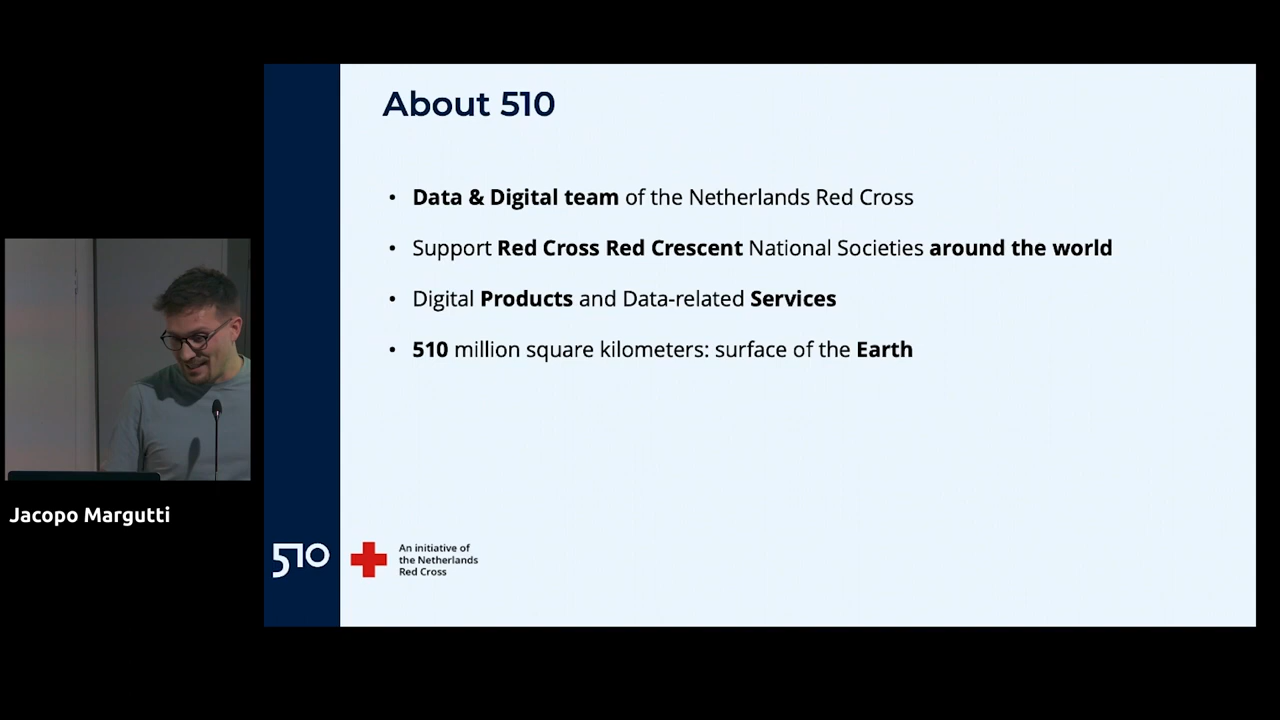 About 510
• Data & Digital team of the Netherlands Red Cross
• Support Red Cross Red Crescent National Societies around the world
• Digital Products and Data-related Services
• 510 million square kilometers: surface of the Earth
Jacopo Margutti
510
An initiative of
the Netherlands
Red Cross